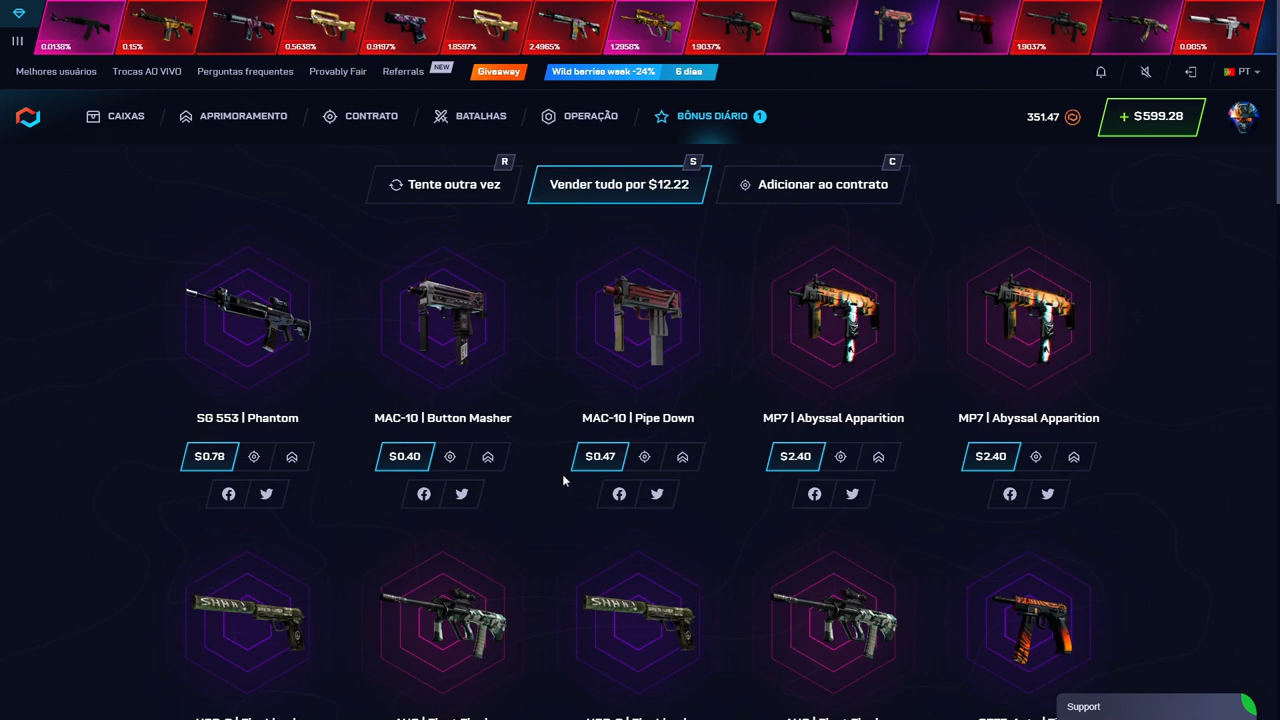 0.0138%
0.15%
0.5638%
0.9197%
1.8597%
2.4965%
1.2958%
1.9037%
1.9037%
0.005%
Melhores usuários
Trocas AO VIVO
Perguntas frequentes
Provably Fair
Referrals
NEW
Giveaway
Wild berries week -24%
6 dias
PT
CAIXAS
APRIMORAMENTO
CONTRATO
BATALHAS
OPERAÇÃO
BÔNUS DIÁRIO
1
351.47
+ $599.28
R
S
C
Tente outra vez
Vender tudo por $12.22
Adicionar ao contrato
SG 553 | Phantom
MAC-10 | Button Masher
MAC-10 | Pipe Down
MP7 | Abyssal Apparition
MP7 | Abyssal Apparition
$0.78
$0.40
$0.47
$2.40
$2.40
Support